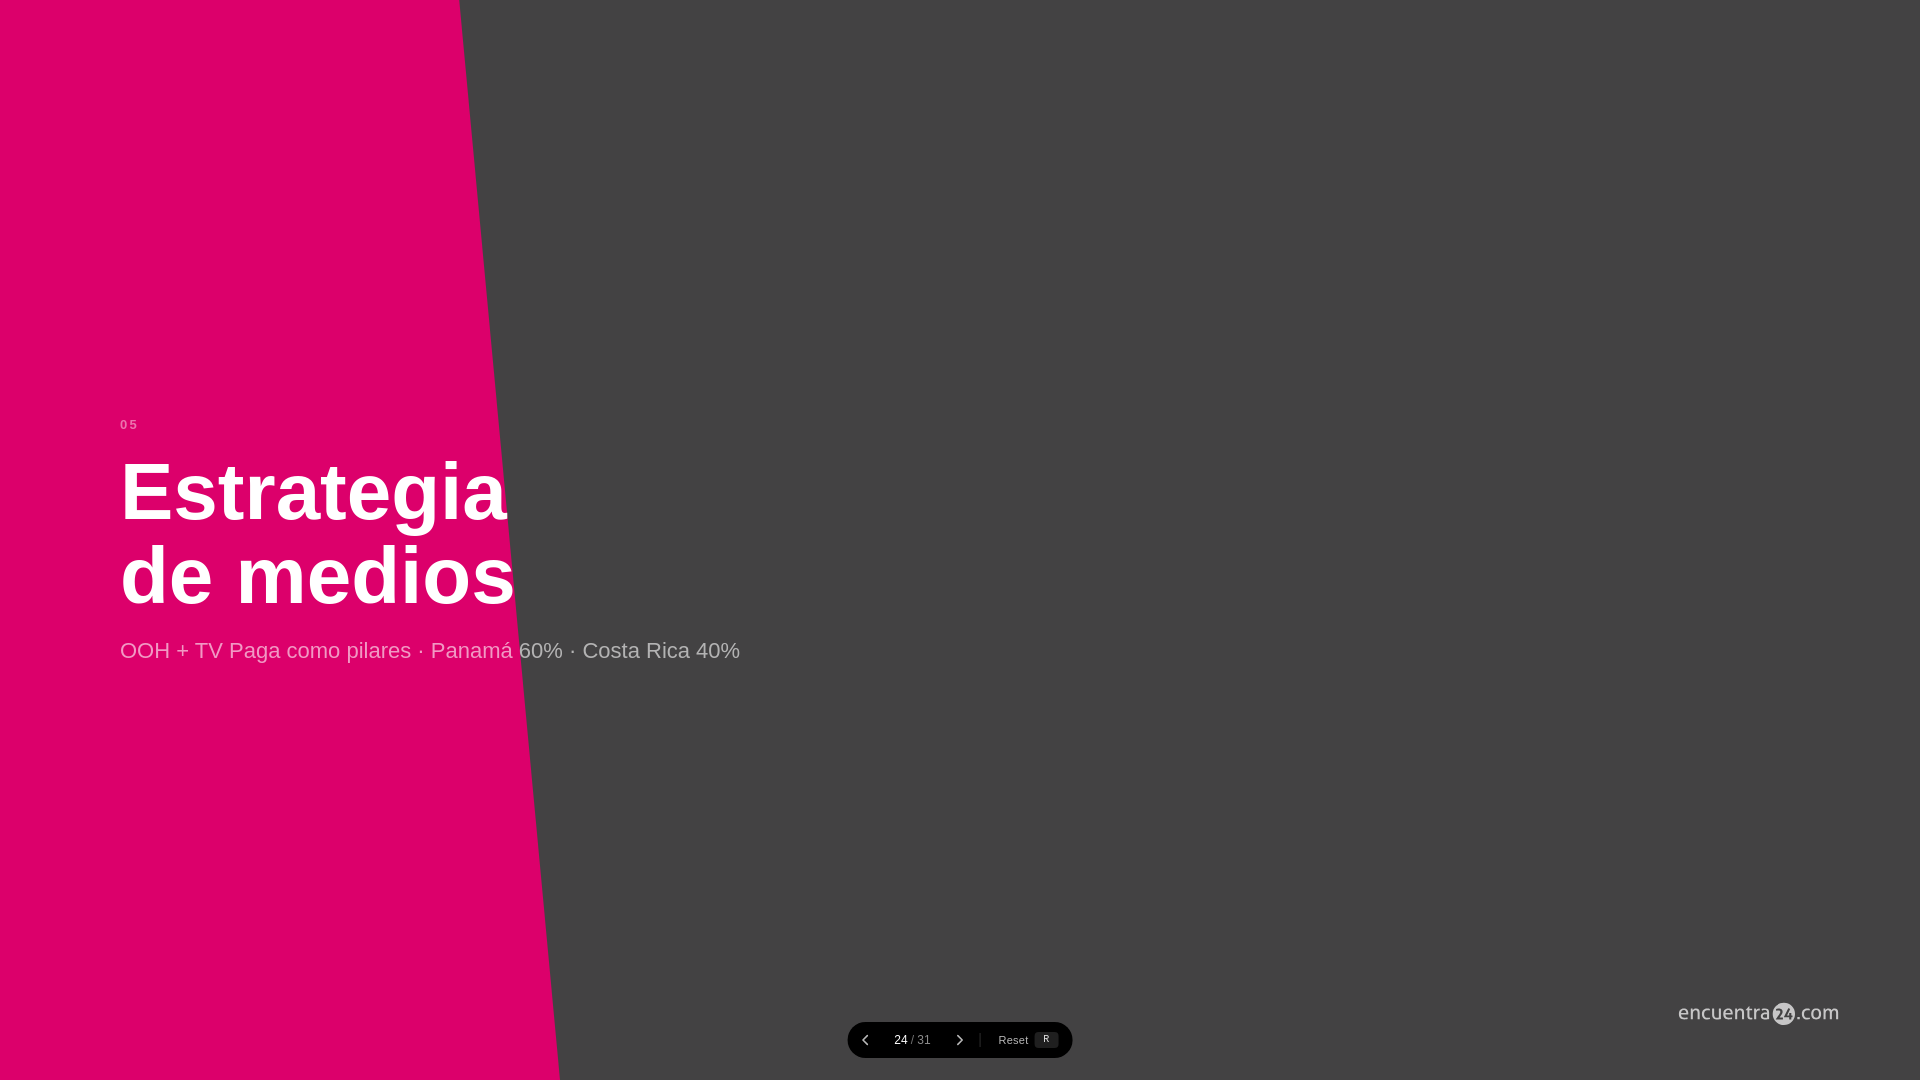 05
Estrategia
de medios
OOH + TV Paga como pilares · Panamá 60% · Costa Rica 40%
encuentra24.com
24 / 31
Reset R